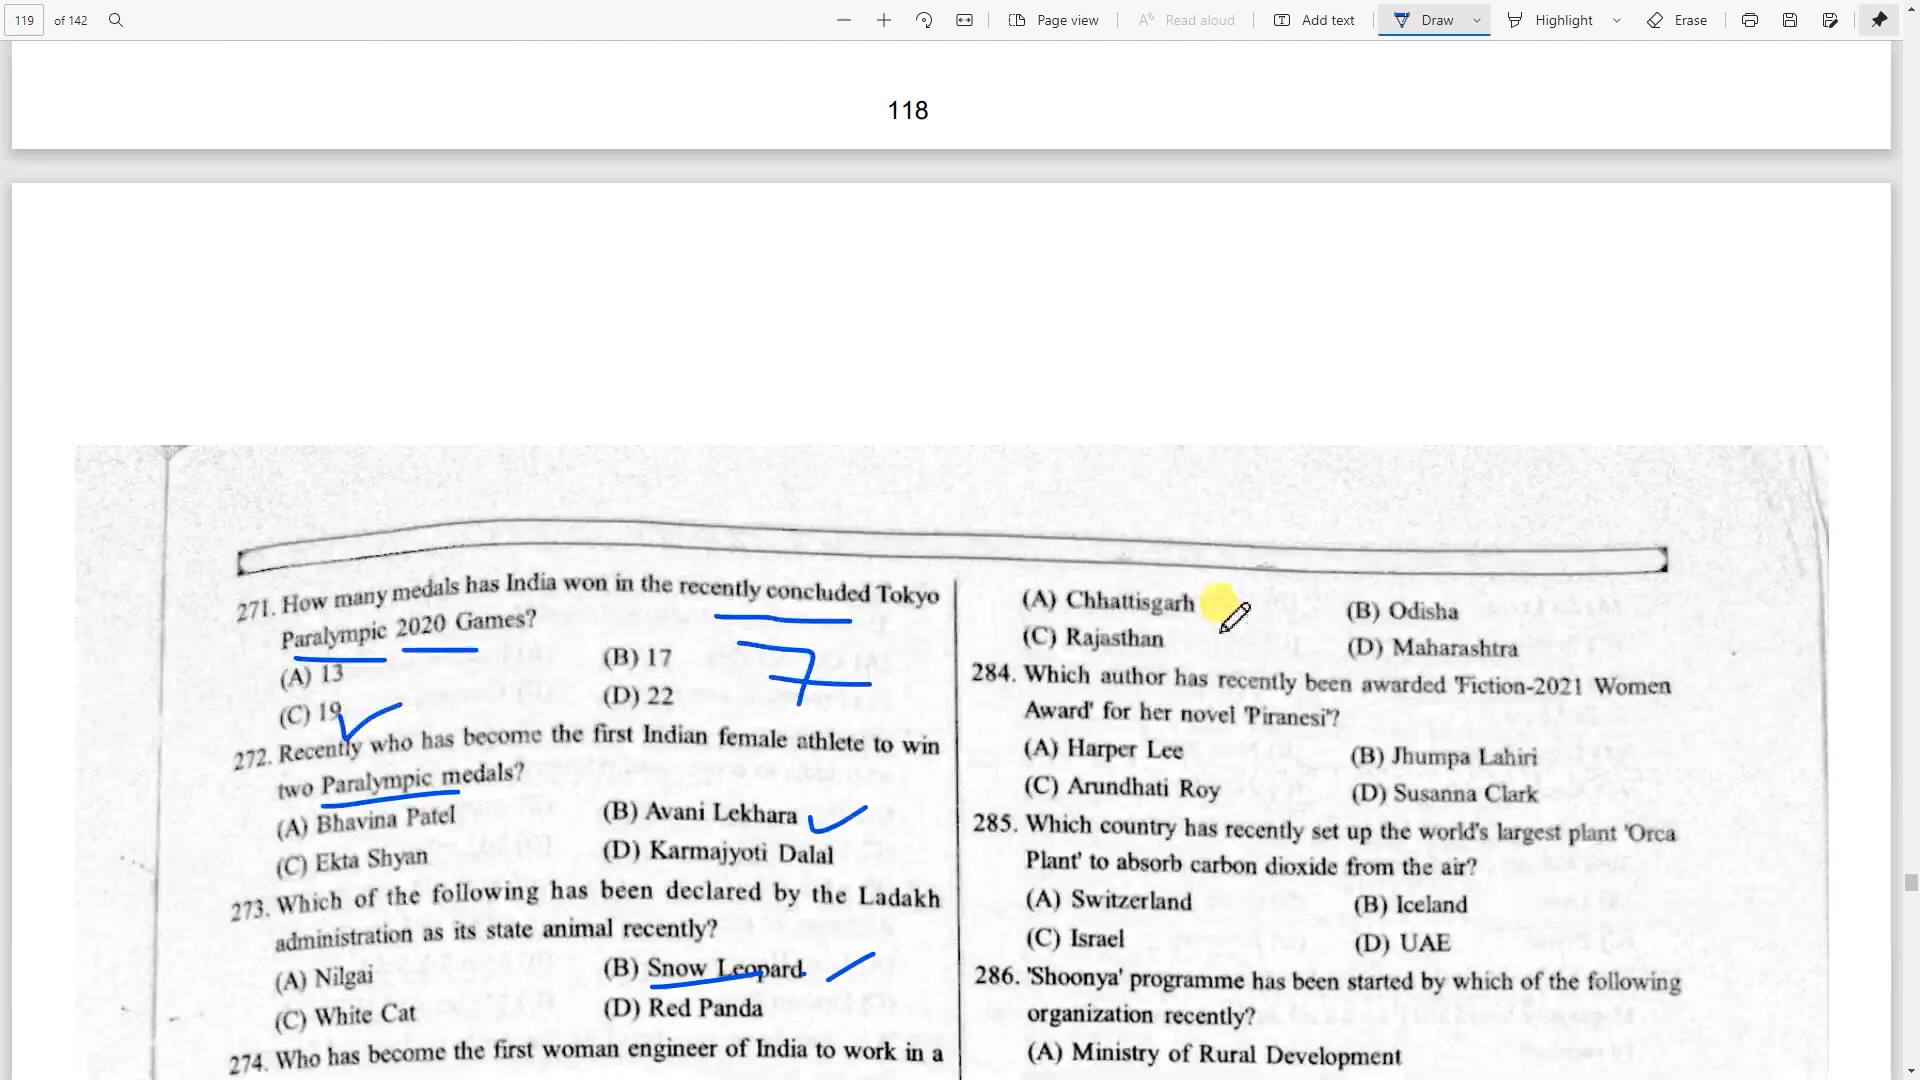 119 of 142
Page view
Read aloud
Add text
Draw
Highlight
Erase
118
271. How many medals has India won in the recently concluded Tokyo
Paralympic 2020 Games?
(A) 13 (B) 17
(C) 19 (D) 22
7
272. Recently who has become the first Indian female athlete to win
two Paralympic medals?
(A) Bhavina Patel (B) Avani Lekhara
(C) Ekta Shyan (D) Karmajyoti Dalal
273. Which of the following has been declared by the Ladakh
administration as its state animal recently?
(A) Nilgai (B) Snow Leopard
(C) White Cat (D) Red Panda
274. Who has become the first woman engineer of India to work in a
(A) Chhattisgarh (B) Odisha
(C) Rajasthan (D) Maharashtra
284. Which author has recently been awarded 'Fiction-2021 Women
Award' for her novel 'Piranesi'?
(A) Harper Lee (B) Jhumpa Lahiri
(C) Arundhati Roy (D) Susanna Clark
285. Which country has recently set up the world's largest plant 'Orca
Plant' to absorb carbon dioxide from the air?
(A) Switzerland (B) Iceland
(C) Israel (D) UAE
286. 'Shoonya' programme has been started by which of the following
organization recently?
(A) Ministry of Rural Development